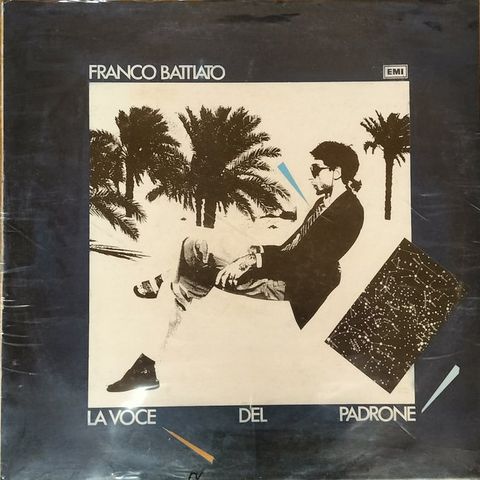 FRANCO BATTIATO
EMI
LA VOCE DEL PADRONE